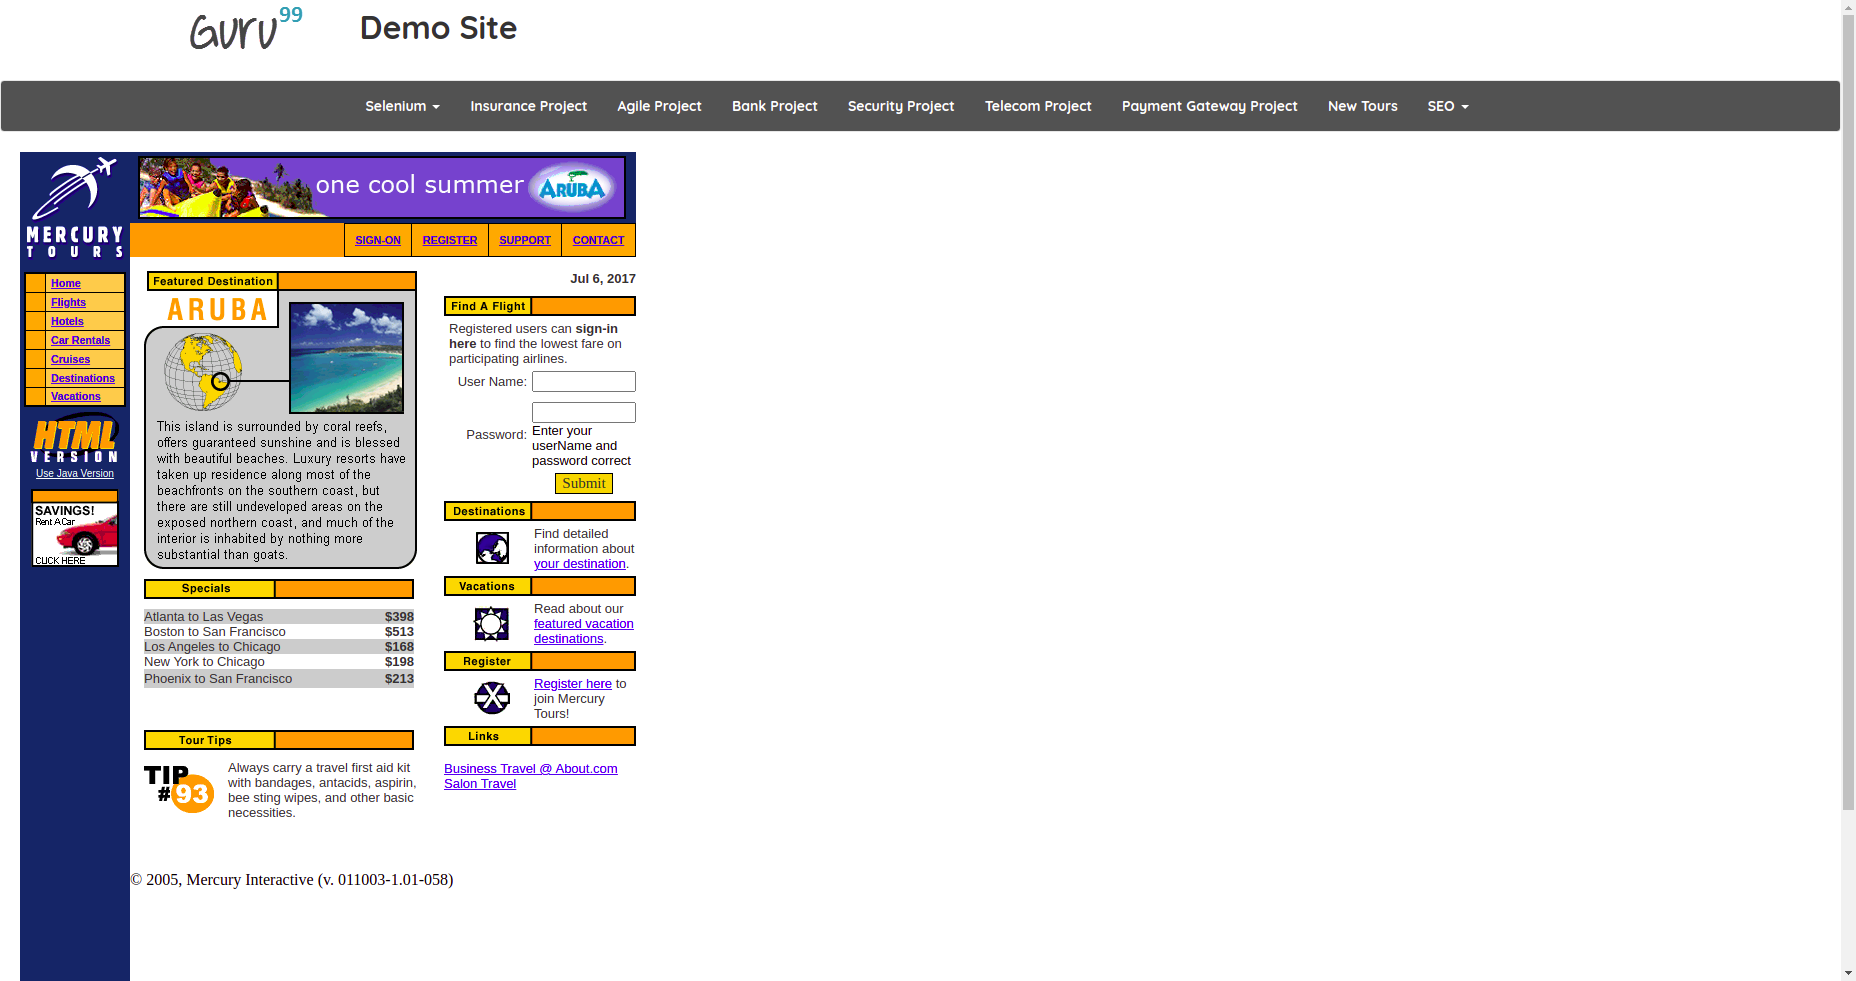 Guru99
Demo Site
Selenium
Insurance Project
Agile Project
Bank Project
Security Project
Telecom Project
Payment Gateway Project
New Tours
SEO
MERCURY
TOURS
one cool summer
ARUBA
SIGN-ON
REGISTER
SUPPORT
CONTACT
Home
Flights
Hotels
Car Rentals
Cruises
Destinations
Vacations
HTML
VERSION
Use Java Version
SAVINGS!
Rent A Car
CLICK HERE
Featured Destination
ARUBA
This island is surrounded by coral reefs,
offers guaranteed sunshine and is blessed
with beautiful beaches. Luxury resorts have
taken up residence along most of the
beachfronts on the southern coast, but
there are still undeveloped areas on the
exposed northern coast, and much of the
interior is inhabited by nothing more
substantial than goats.
Specials
Atlanta to Las Vegas $398
Boston to San Francisco $513
Los Angeles to Chicago $168
New York to Chicago $198
Phoenix to San Francisco $213
Tour Tips
TIP
#93
Always carry a travel first aid kit
with bandages, antacids, aspirin,
bee sting wipes, and other basic
necessities.
Jul 6, 2017
Find A Flight
Registered users can sign-in
here to find the lowest fare on
participating airlines.
User Name:
Password:
Enter your
userName and
password correct
Submit
Destinations
Find detailed
information about
your destination.
Vacations
Read about our
featured vacation
destinations.
Register
Register here to
join Mercury
Tours!
Links
Business Travel @ About.com
Salon Travel
© 2005, Mercury Interactive (v. 011003-1.01-058)